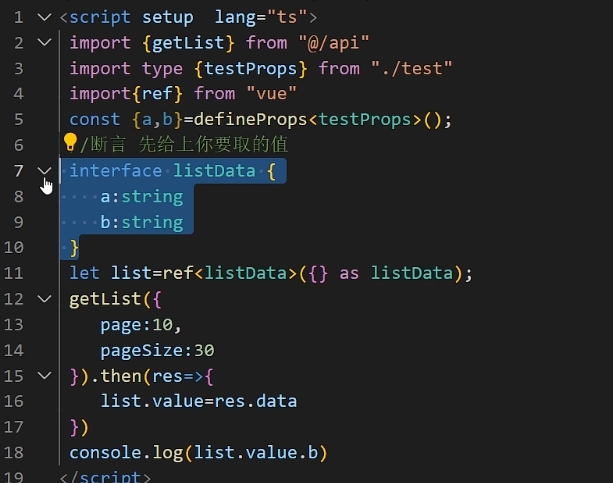 1 <script setup  lang="ts">
2 import {getList} from "@/api"
3 import type {testProps} from "./test"
4 import{ref} from "vue"
5 const {a,b}=defineProps<testProps>();
6 /断言 先给上你要取的值
7 interface listData {
8 a:string
9 b:string
10 }
11 let list=ref<listData>({} as listData);
12 getList({
13 page:10,
14 pageSize:30
15 }).then(res=>{
16 list.value=res.data
17 })
18 console.log(list.value.b)
19 </script>